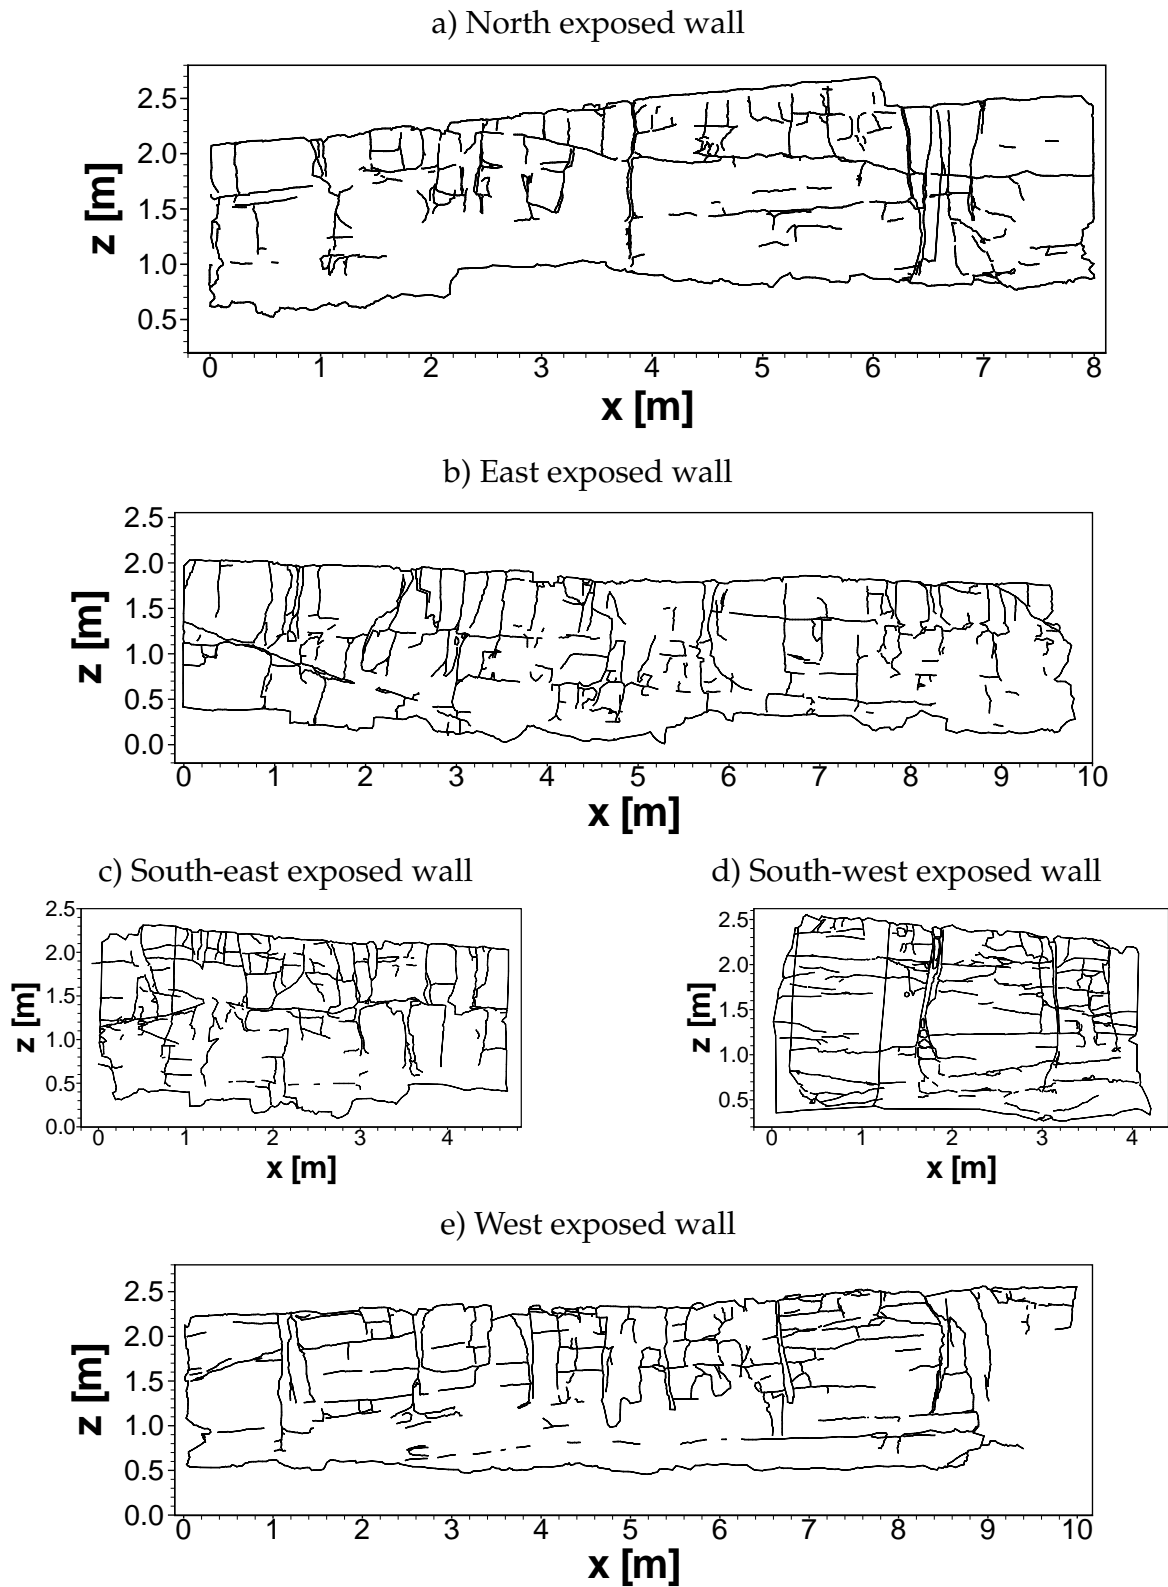 a) North exposed wall
2.5
2.0
1.5
1.0
0.5
z [m]
0 1 2 3 4 5 6 7 8
x [m]
b) East exposed wall
2.5
2.0
1.5
1.0
0.5
0.0
z [m]
0 1 2 3 4 5 6 7 8 9 10
x [m]
c) South-east exposed wall
2.5
2.0
1.5
1.0
0.5
0.0
z [m]
0 1 2 3 4
x [m]
d) South-west exposed wall
2.5
2.0
1.5
1.0
0.5
z [m]
0 1 2 3 4
x [m]
e) West exposed wall
2.5
2.0
1.5
1.0
0.5
0.0
z [m]
0 1 2 3 4 5 6 7 8 9 10
x [m]